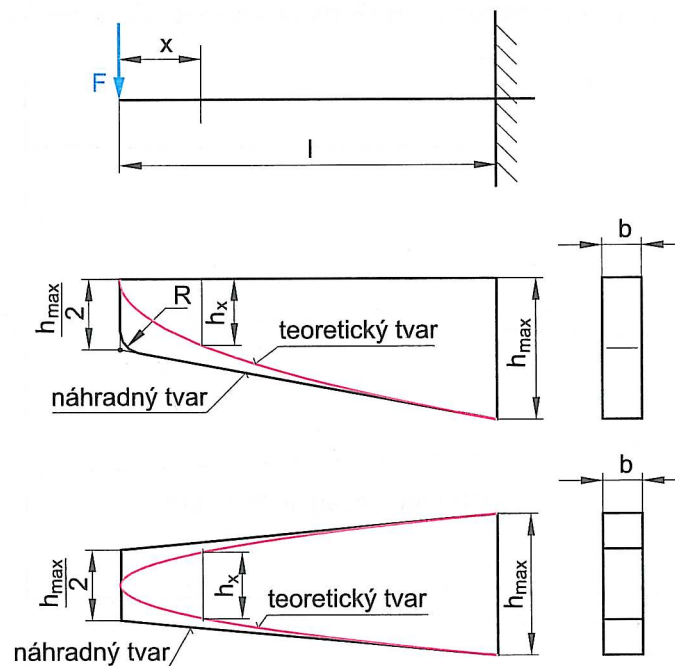 x
F
l
b
h_max/2
R
h_x
teoretický tvar
h_max
náhradný tvar
b
h_max/2
h_x
teoretický tvar
h_max
náhradný tvar